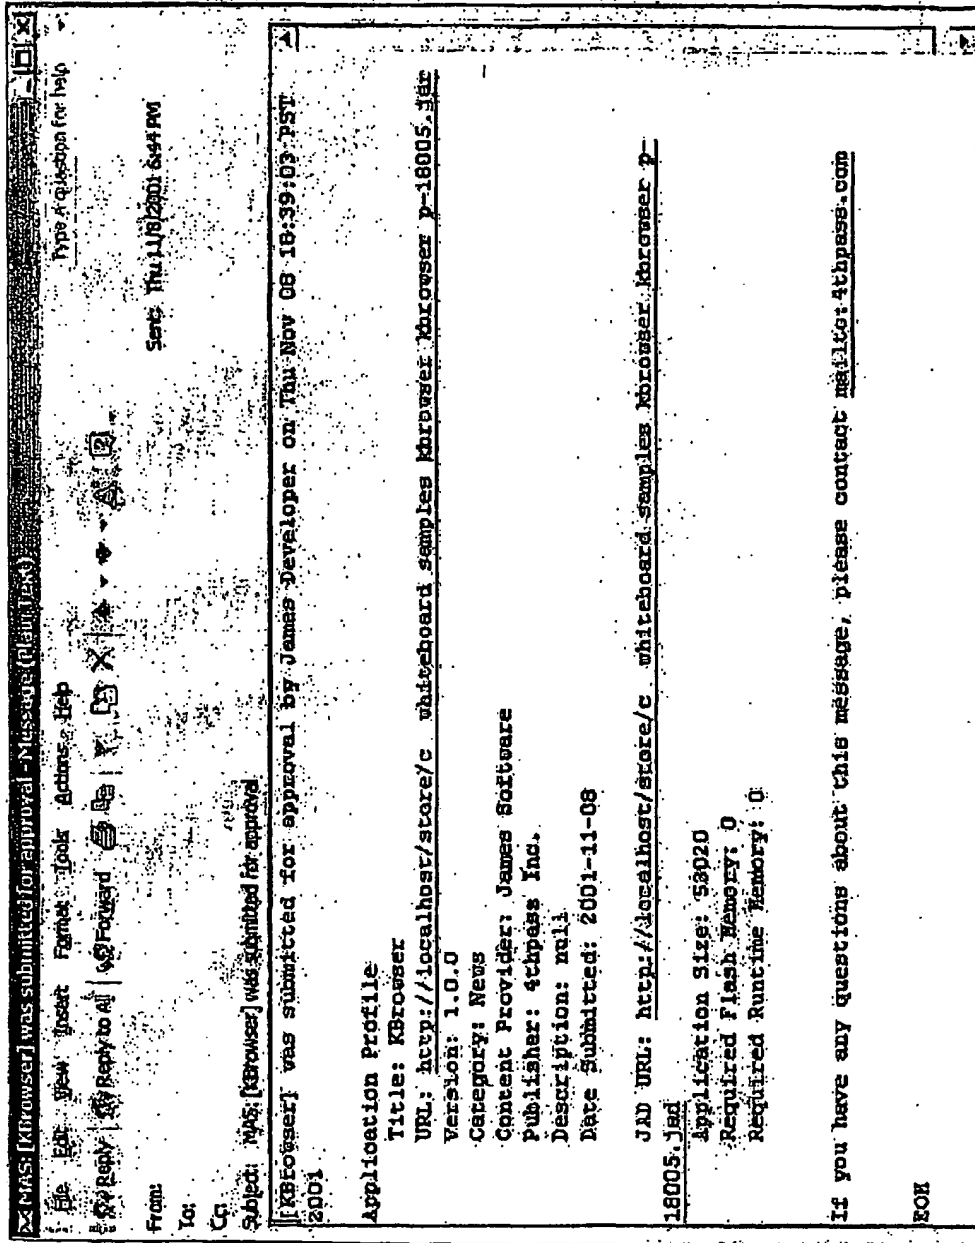 MAS: [KBrowser] was submitted for approval - Message (Plain Text)
File Edit View Insert Format Tools Actions Help Type A question for help
Reply Reply to All Forward
From: Sent: Thu 11/8/2001 6:44 PM
To:
Cc:
Subject: MAS: [KBrowser] was submitted for approval
[KBrowser] was submitted for approval by James Developer on Thu Nov 08 18:39:03 PST
2001
Application Profile
Title: KBrowser
URL: http://localhost/store/c whiteboard samples kbrowser kbrowser p-18005.jar
Version: 1.0.0
Category: News
Content Provider: James Software
Publisher: 4thpass Inc.
Description: null
Date Submitted: 2001-11-08
JAD URL: http://localhost/store/c whiteboard samples kbrowser kbrowser p-
18005.jad
Application Size: 53020
Required Flash Memory: 0
Required Runtime Memory: 0
If you have any questions about this message, please contact mailto:4thpass.com
EOM